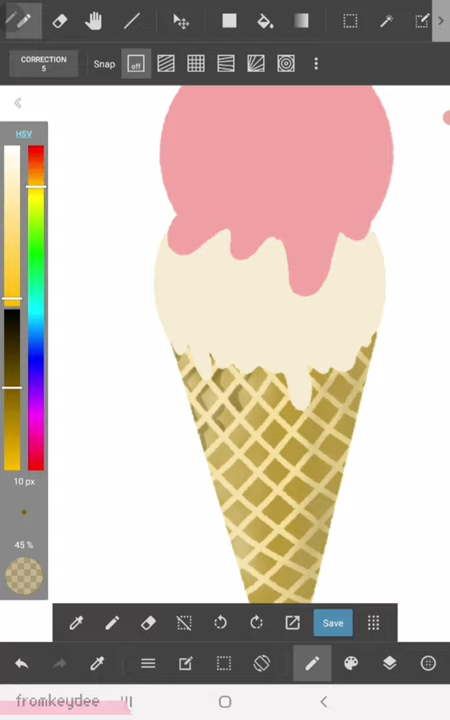 CORRECTION
5
Snap
off
HSV
10 px
45 %
Save
fromkeydee